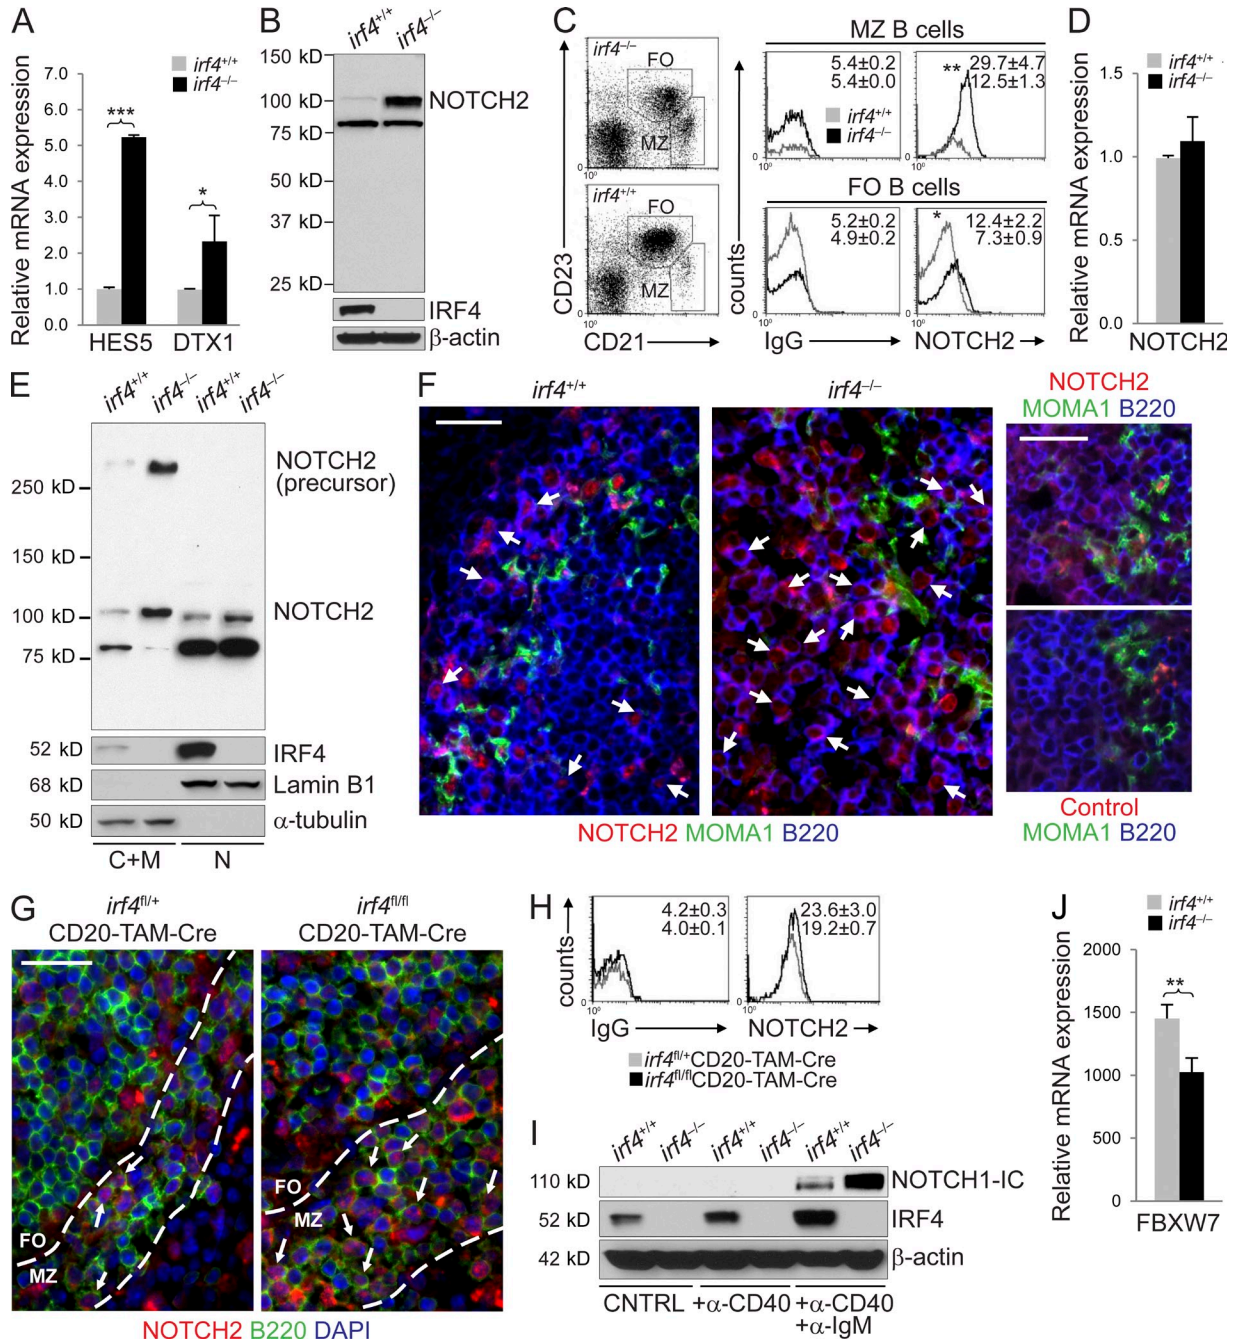 A
Relative mRNA expression
irf4+/+
irf4–/–
7.0
6.0
5.0
4.0
3.0
2.0
1.0
0.0
***
*
HES5 DTX1
B
irf4+/+ irf4–/–
150 kD
100 kD
75 kD
50 kD
37 kD
25 kD
NOTCH2
IRF4
β-actin
C
irf4–/–
FO
MZ
irf4+/+
FO
MZ
CD23
CD21
10⁰
10⁰
MZ B cells
5.4±0.2
5.4±0.0
irf4+/+
irf4–/–
**
29.7±4.7
12.5±1.3
10⁰
10⁰
FO B cells
5.2±0.2
4.9±0.2
*
12.4±2.2
7.3±0.9
10⁰
10⁰
counts
IgG
NOTCH2
D
irf4+/+
irf4–/–
Relative mRNA expression
1.5
1.0
0.5
0.0
NOTCH2
E
irf4+/+ irf4–/– irf4+/+ irf4–/–
250 kD
150 kD
100 kD
75 kD
NOTCH2
(precursor)
NOTCH2
52 kD
IRF4
68 kD
Lamin B1
50 kD
α-tubulin
C+M N
F
irf4+/+ irf4–/–
NOTCH2 MOMA1 B220
NOTCH2
MOMA1 B220
Control
MOMA1 B220
G
irf4fl/+
CD20-TAM-Cre
irf4fl/fl
CD20-TAM-Cre
FO
MZ
FO
MZ
NOTCH2 B220 DAPI
H
counts
4.2±0.3
4.0±0.1
23.6±3.0
19.2±0.7
10⁰
10⁰
IgG
NOTCH2
irf4fl/+CD20-TAM-Cre
irf4fl/flCD20-TAM-Cre
I
irf4+/+ irf4–/– irf4+/+ irf4–/– irf4+/+ irf4–/–
110 kD
NOTCH1-IC
52 kD
IRF4
42 kD
β-actin
CNTRL +α-CD40 +α-CD40
+α-IgM
J
irf4+/+
irf4–/–
Relative mRNA expression
2000
1500
1000
500
0
**
FBXW7